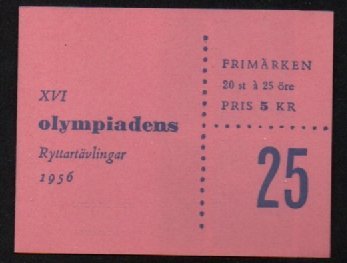 XVI
olympiadens
Ryttartävlingar
1956
FRIMÄRKEN
20 st à 25 öre
PRIS 5 KR
25